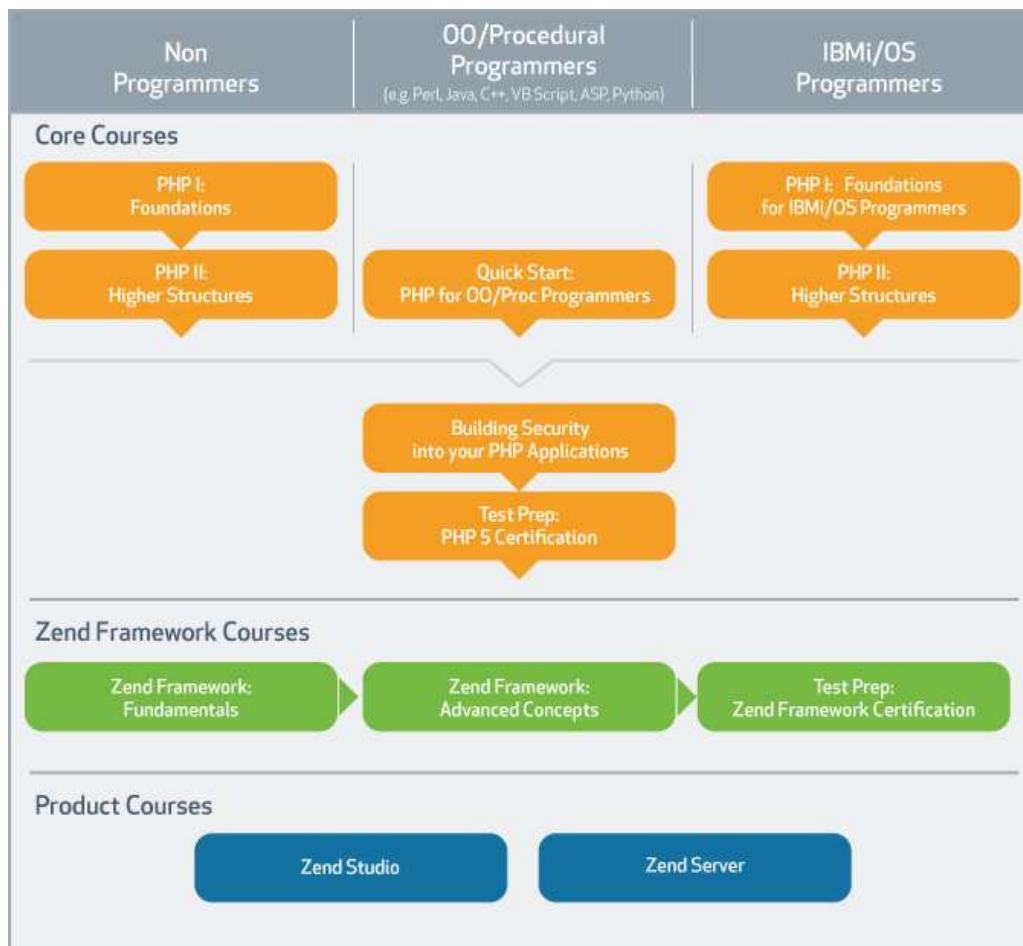 Non
Programmers
OO/Procedural
Programmers
(e.g. Perl, Java, C++, VB Script, ASP, Python)
IBMi/OS
Programmers
Core Courses
PHP I:
Foundations
PHP I:  Foundations
for IBMi/OS Programmers
PHP II:
Higher Structures
Quick Start:
PHP for OO/Proc Programmers
PHP II:
Higher Structures
Building Security
into your PHP Applications
Test Prep:
PHP 5 Certification
Zend Framework Courses
Zend Framework:
Fundamentals
Zend Framework:
Advanced Concepts
Test Prep:
Zend Framework Certification
Product Courses
Zend Studio
Zend Server